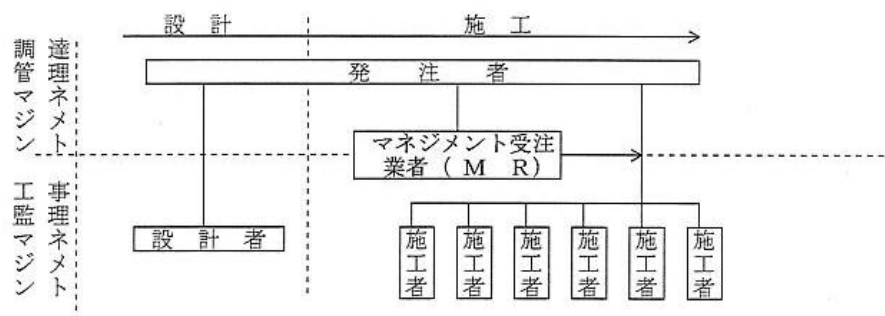 設計
施工
調達
管理
マネ
ジメ
ント
発注者
マネジメント受注
業者（ＭＲ）
工事
監理
マネ
ジメ
ント
設計者
施工者
施工者
施工者
施工者
施工者
施工者